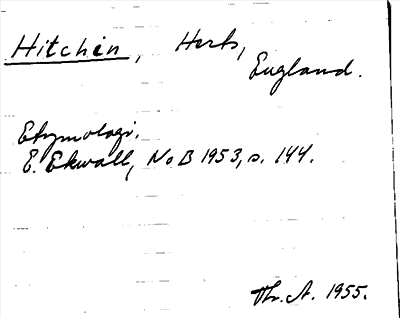 Hitchin, Herts,
England.
Etymologi.
E. Ekwall, NoB 1953, s. 144.
Th. A. 1955.